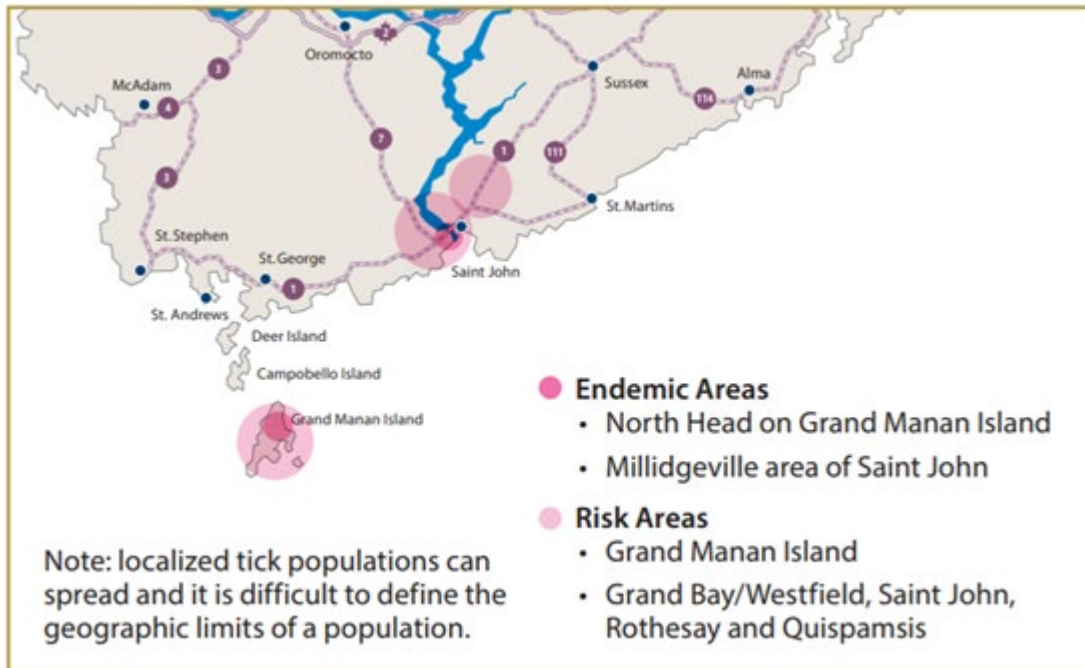 2
Oromocto
3
McAdam
4
Sussex
Alma
114
7
1
111
3
St. Martins
St. Stephen
St. George
Saint John
1
St. Andrews
Deer Island
Campobello Island
Grand Manan Island
Endemic Areas
• North Head on Grand Manan Island
• Millidgeville area of Saint John
Risk Areas
• Grand Manan Island
• Grand Bay/Westfield, Saint John,
Rothesay and Quispamsis
Note: localized tick populations can
spread and it is difficult to define the
geographic limits of a population.